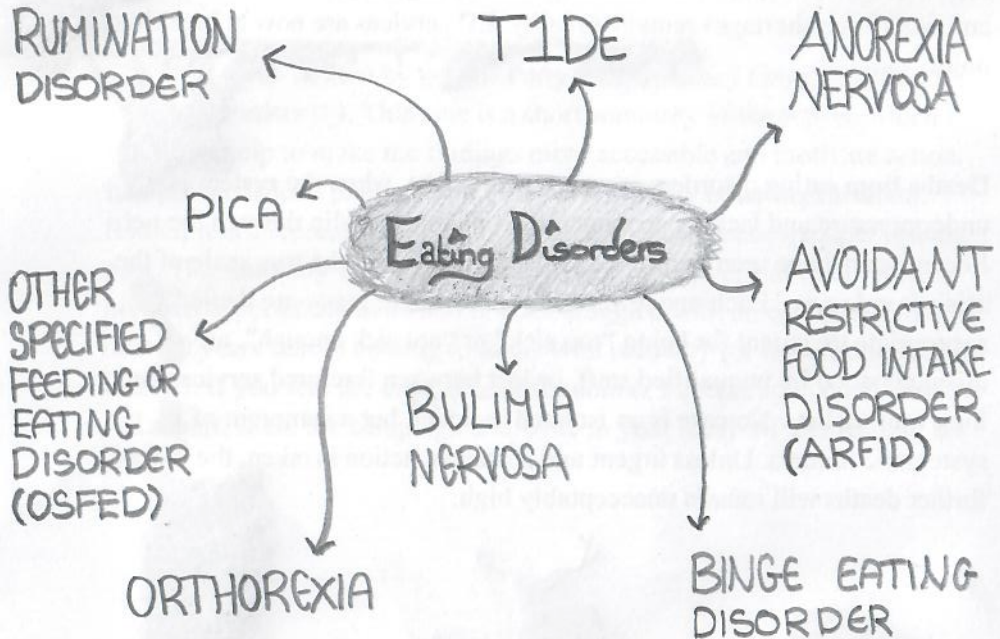 RUMINATION
DISORDER
T1DE
ANOREXIA
NERVOSA
PICA
Eating Disorders
OTHER
SPECIFIED
FEEDING OR
EATING
DISORDER
(OSFED)
BULIMIA
NERVOSA
AVOIDANT
RESTRICTIVE
FOOD INTAKE
DISORDER
(ARFID)
ORTHOREXIA
BINGE EATING
DISORDER